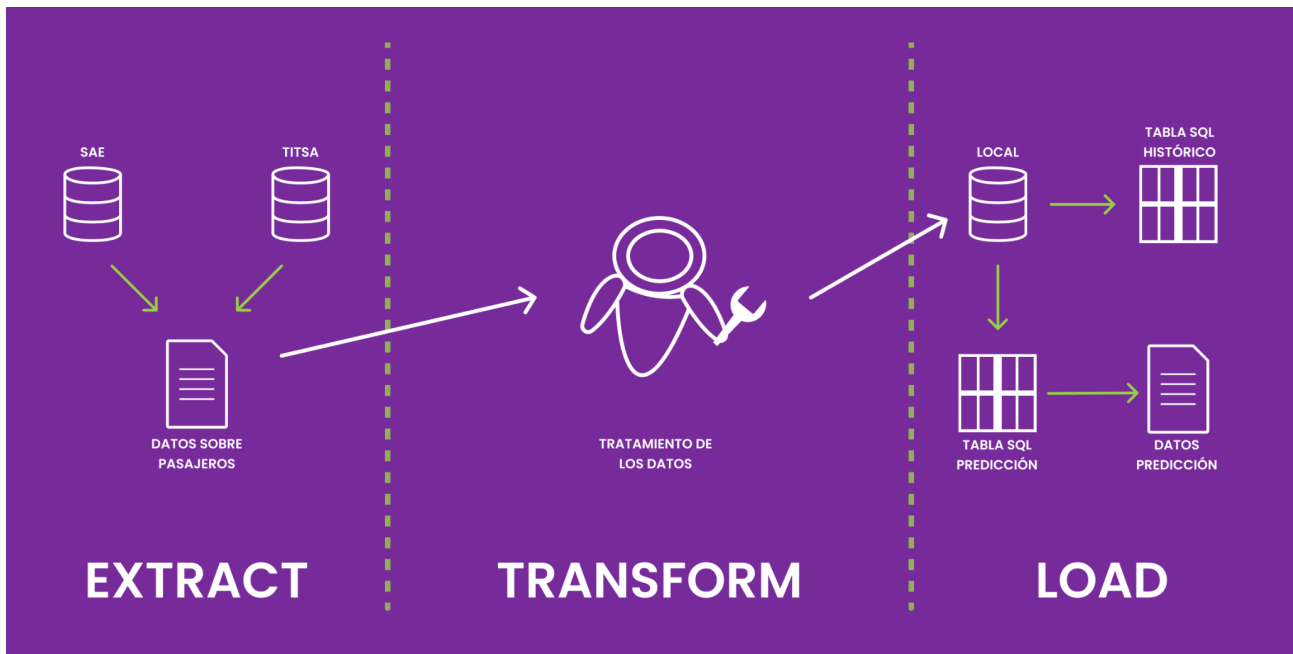 SAE
TITSA
DATOS SOBRE
PASAJEROS
EXTRACT
TRATAMIENTO DE
LOS DATOS
TRANSFORM
LOCAL
TABLA SQL
HISTÓRICO
TABLA SQL
PREDICCIÓN
DATOS
PREDICCIÓN
LOAD